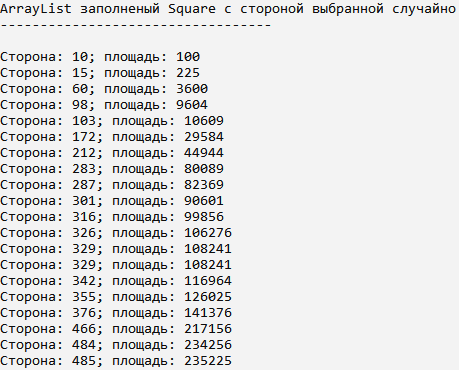 ArrayList заполненый Square с стороной выбранной случайно
----------------------------------
Сторона: 10; площадь: 100
Сторона: 15; площадь: 225
Сторона: 60; площадь: 3600
Сторона: 98; площадь: 9604
Сторона: 103; площадь: 10609
Сторона: 172; площадь: 29584
Сторона: 212; площадь: 44944
Сторона: 283; площадь: 80089
Сторона: 287; площадь: 82369
Сторона: 301; площадь: 90601
Сторона: 316; площадь: 99856
Сторона: 326; площадь: 106276
Сторона: 329; площадь: 108241
Сторона: 329; площадь: 108241
Сторона: 342; площадь: 116964
Сторона: 355; площадь: 126025
Сторона: 376; площадь: 141376
Сторона: 466; площадь: 217156
Сторона: 484; площадь: 234256
Сторона: 485; площадь: 235225